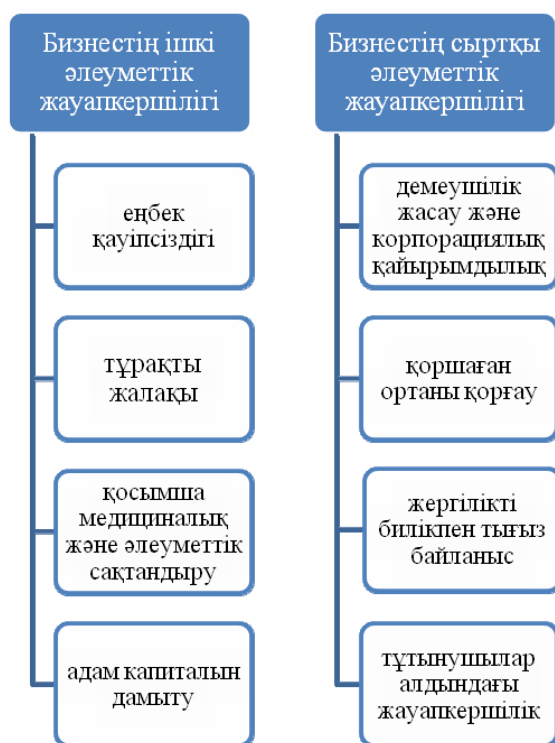 Бизнестің ішкі
әлеуметтік
жауапкершілігі
еңбек
қауіпсіздігі
тұрақты
жалақы
қосымша
медициналық
және әлеуметтік
сақтандыру
адам капиталын
дамыту
Бизнестің сыртқы
әлеуметтік
жауапкершілігі
демеушілік
жасау және
корпорациялық
қайырымдылық
қоршаған
ортаны қорғау
жергілікті
билікпен тығыз
байланыс
тұтынушылар
алдындағы
жауапкершілік